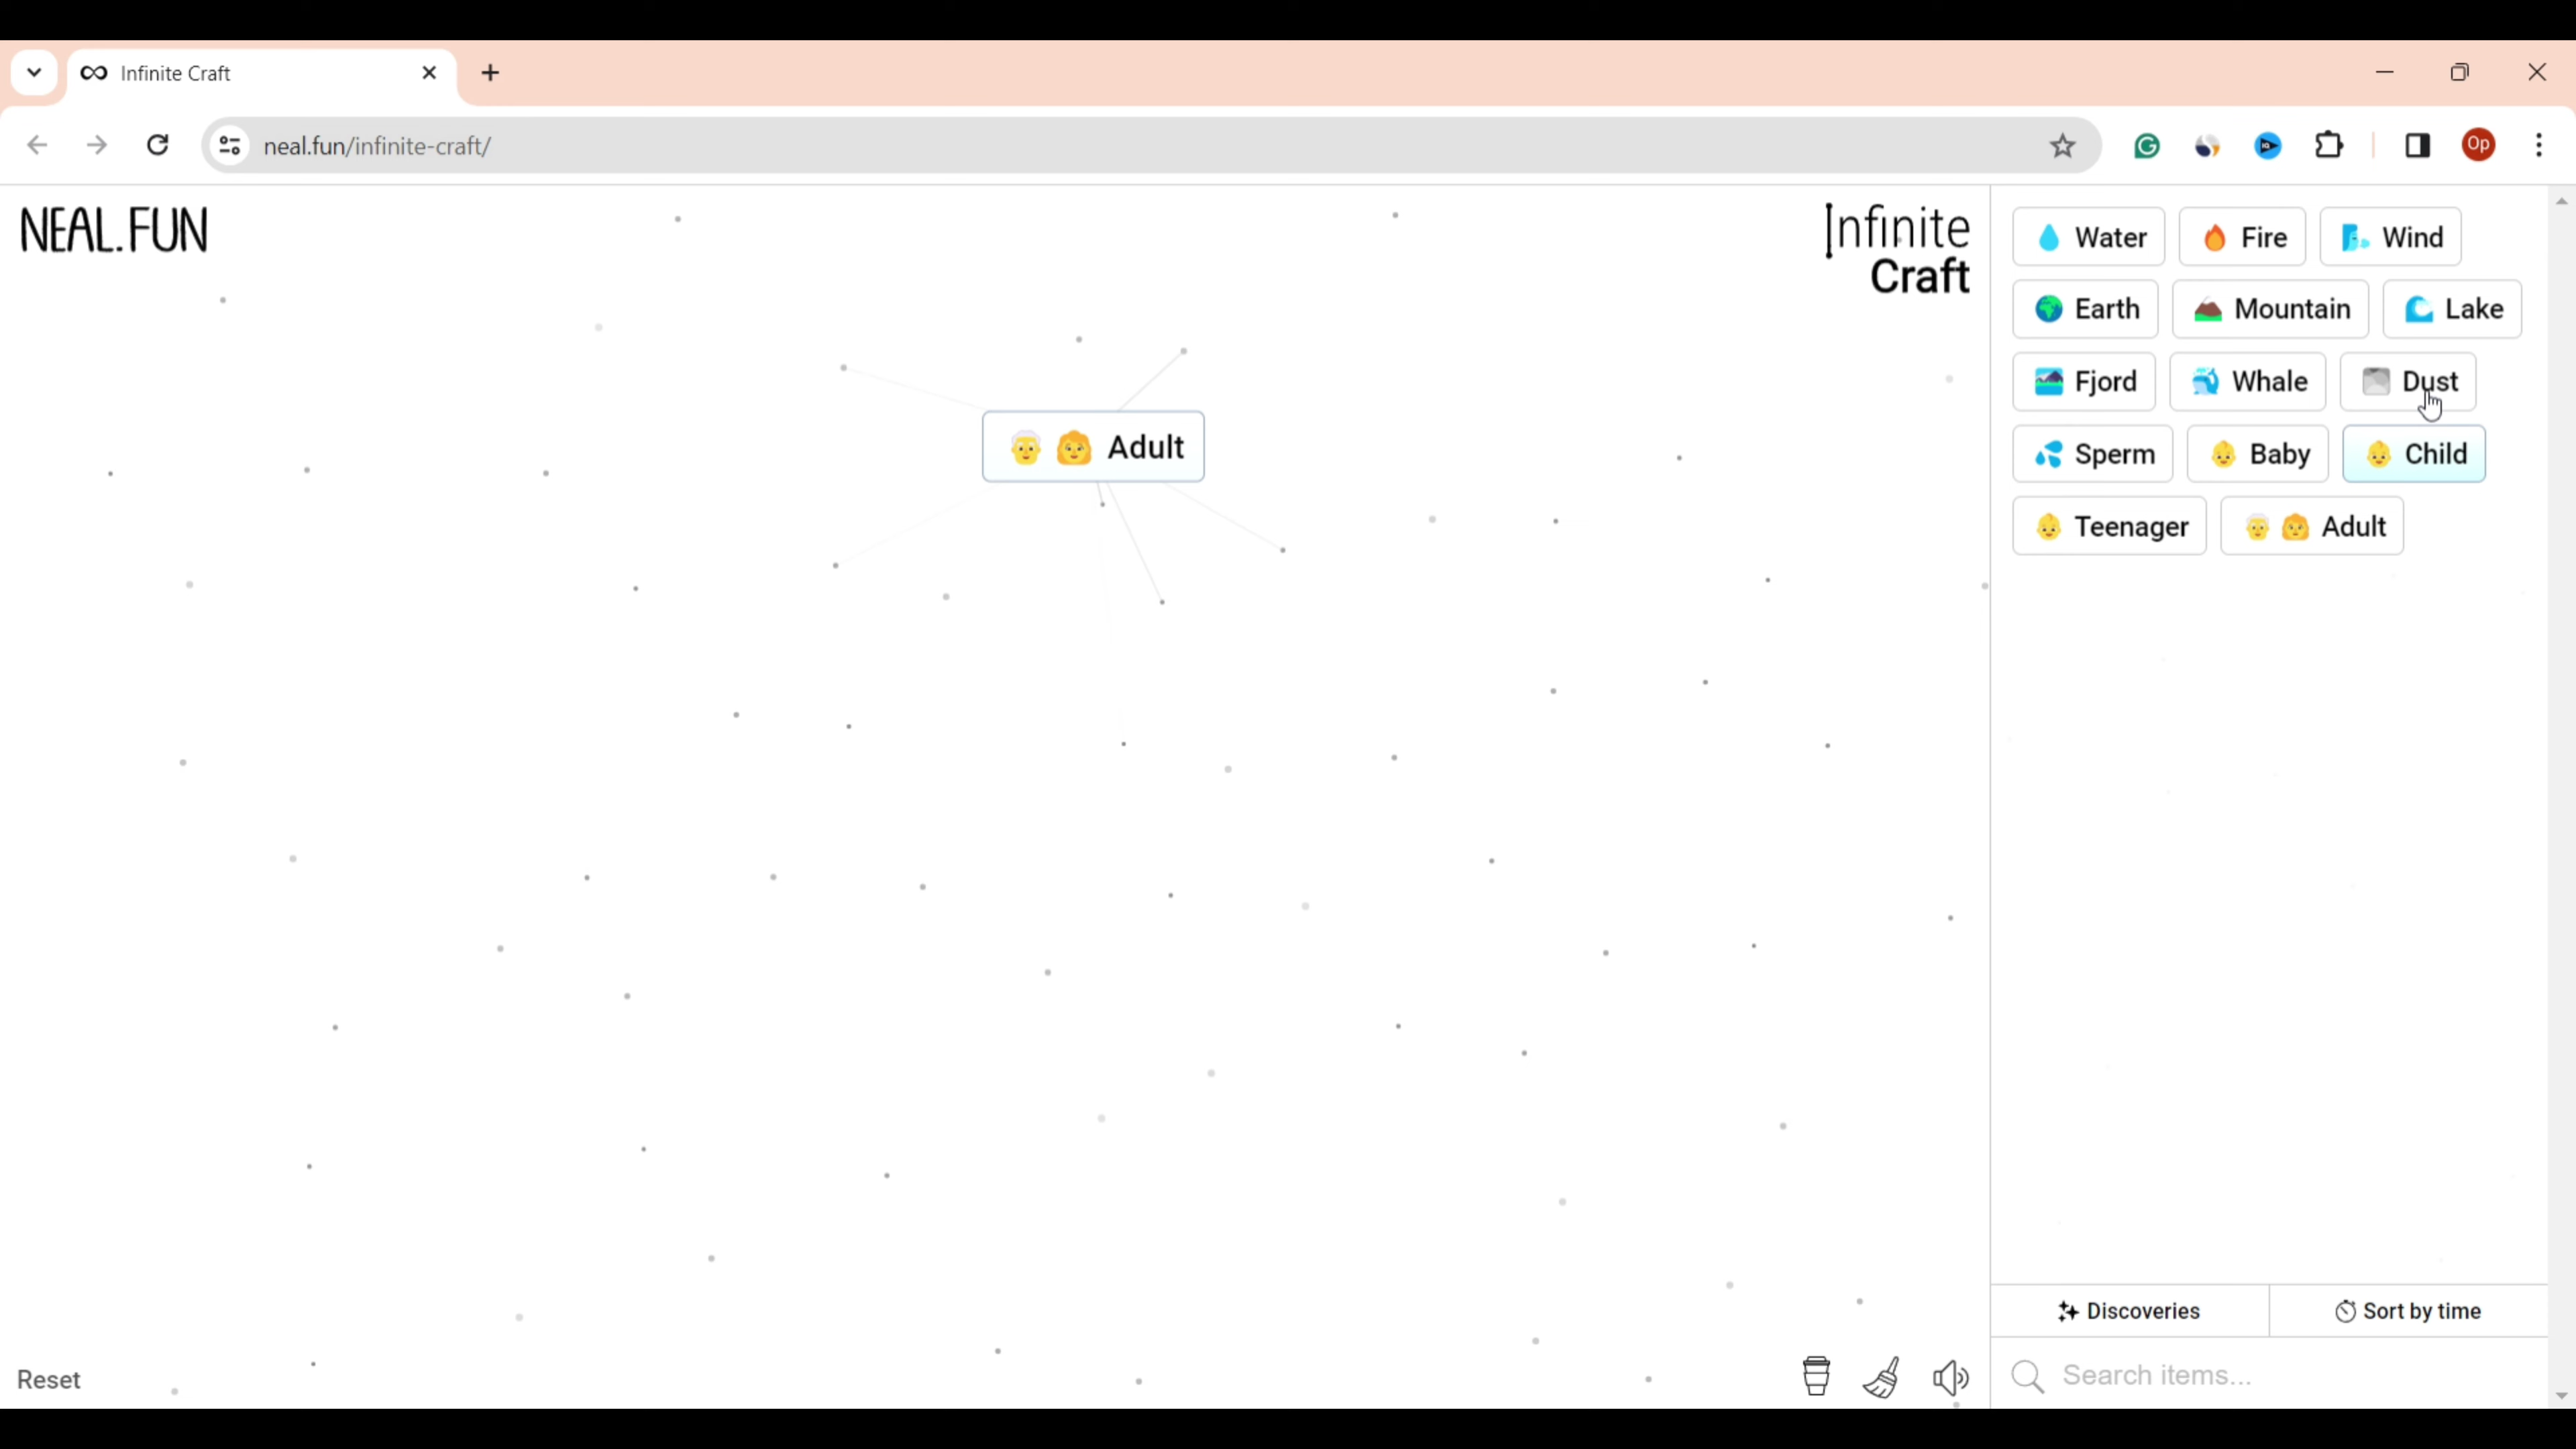 Infinite Craft
neal.fun/infinite-craft/
Op
NEAL.FUN
Infinite
Craft
Adult
Water Fire Wind
Earth Mountain Lake
Fjord Whale Dust
Sperm Baby Child
Teenager Adult
Discoveries Sort by time
Reset
Search items...